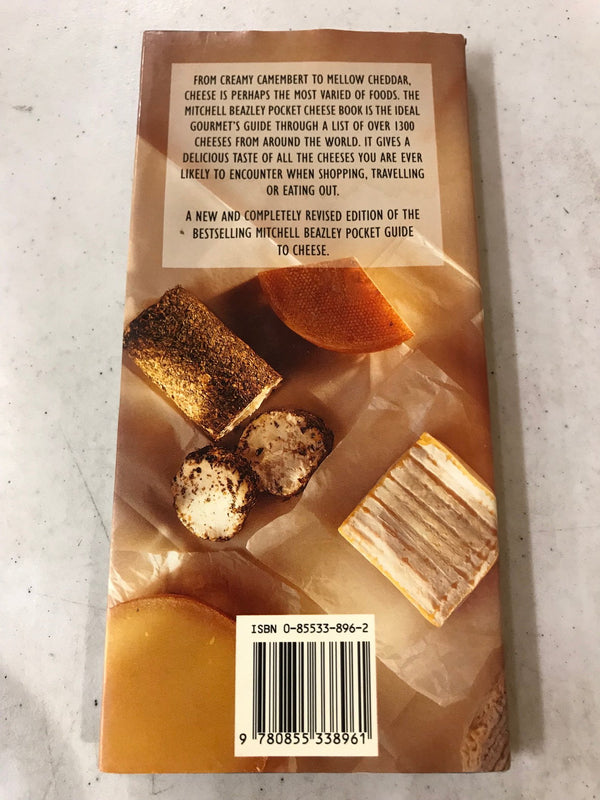 FROM CREAMY CAMEMBERT TO MELLOW CHEDDAR,
CHEESE IS PERHAPS THE MOST VARIED OF FOODS. THE
MITCHELL BEAZLEY POCKET CHEESE BOOK IS THE IDEAL
GOURMET'S GUIDE THROUGH A LIST OF OVER 1300
CHEESES FROM AROUND THE WORLD. IT GIVES A
DELICIOUS TASTE OF ALL THE CHEESES YOU ARE EVER
LIKELY TO ENCOUNTER WHEN SHOPPING, TRAVELLING
OR EATING OUT.
A NEW AND COMPLETELY REVISED EDITION OF THE
BESTSELLING MITCHELL BEAZLEY POCKET GUIDE
TO CHEESE.
ISBN 0-85533-896-2
9 780855 338961